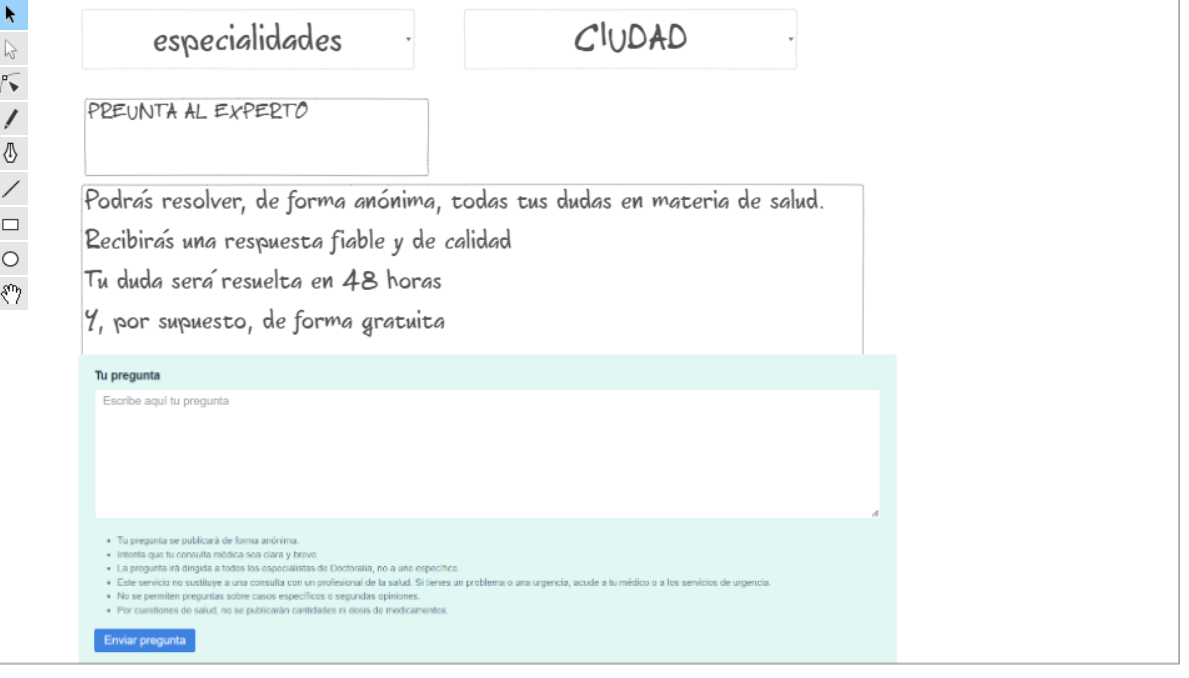 especialidades
CIUDAD
PREUNTA AL EXPERTO
Podrás resolver, de forma anónima, todas tus dudas en materia de salud.
Recibirás una respuesta fiable y de calidad
Tu duda será resuelta en 48 horas
Y, por supuesto, de forma gratuita
Tu pregunta
Escribe aquí tu pregunta
Tu pregunta se publicará de forma anónima.
Intenta que tu consulta médica sea clara y breve.
La pregunta irá dirigida a todos los especialistas de Doctoralia, no a uno específico.
Este servicio no sustituye a una consulta con un profesional de la salud. Si tienes un problema o una urgencia, acude a tu médico o a los servicios de urgencia.
No se permiten preguntas sobre casos específicos o segundas opiniones.
Por cuestiones de salud, no se publicarán cantidades ni dosis de medicamentos.
Enviar pregunta